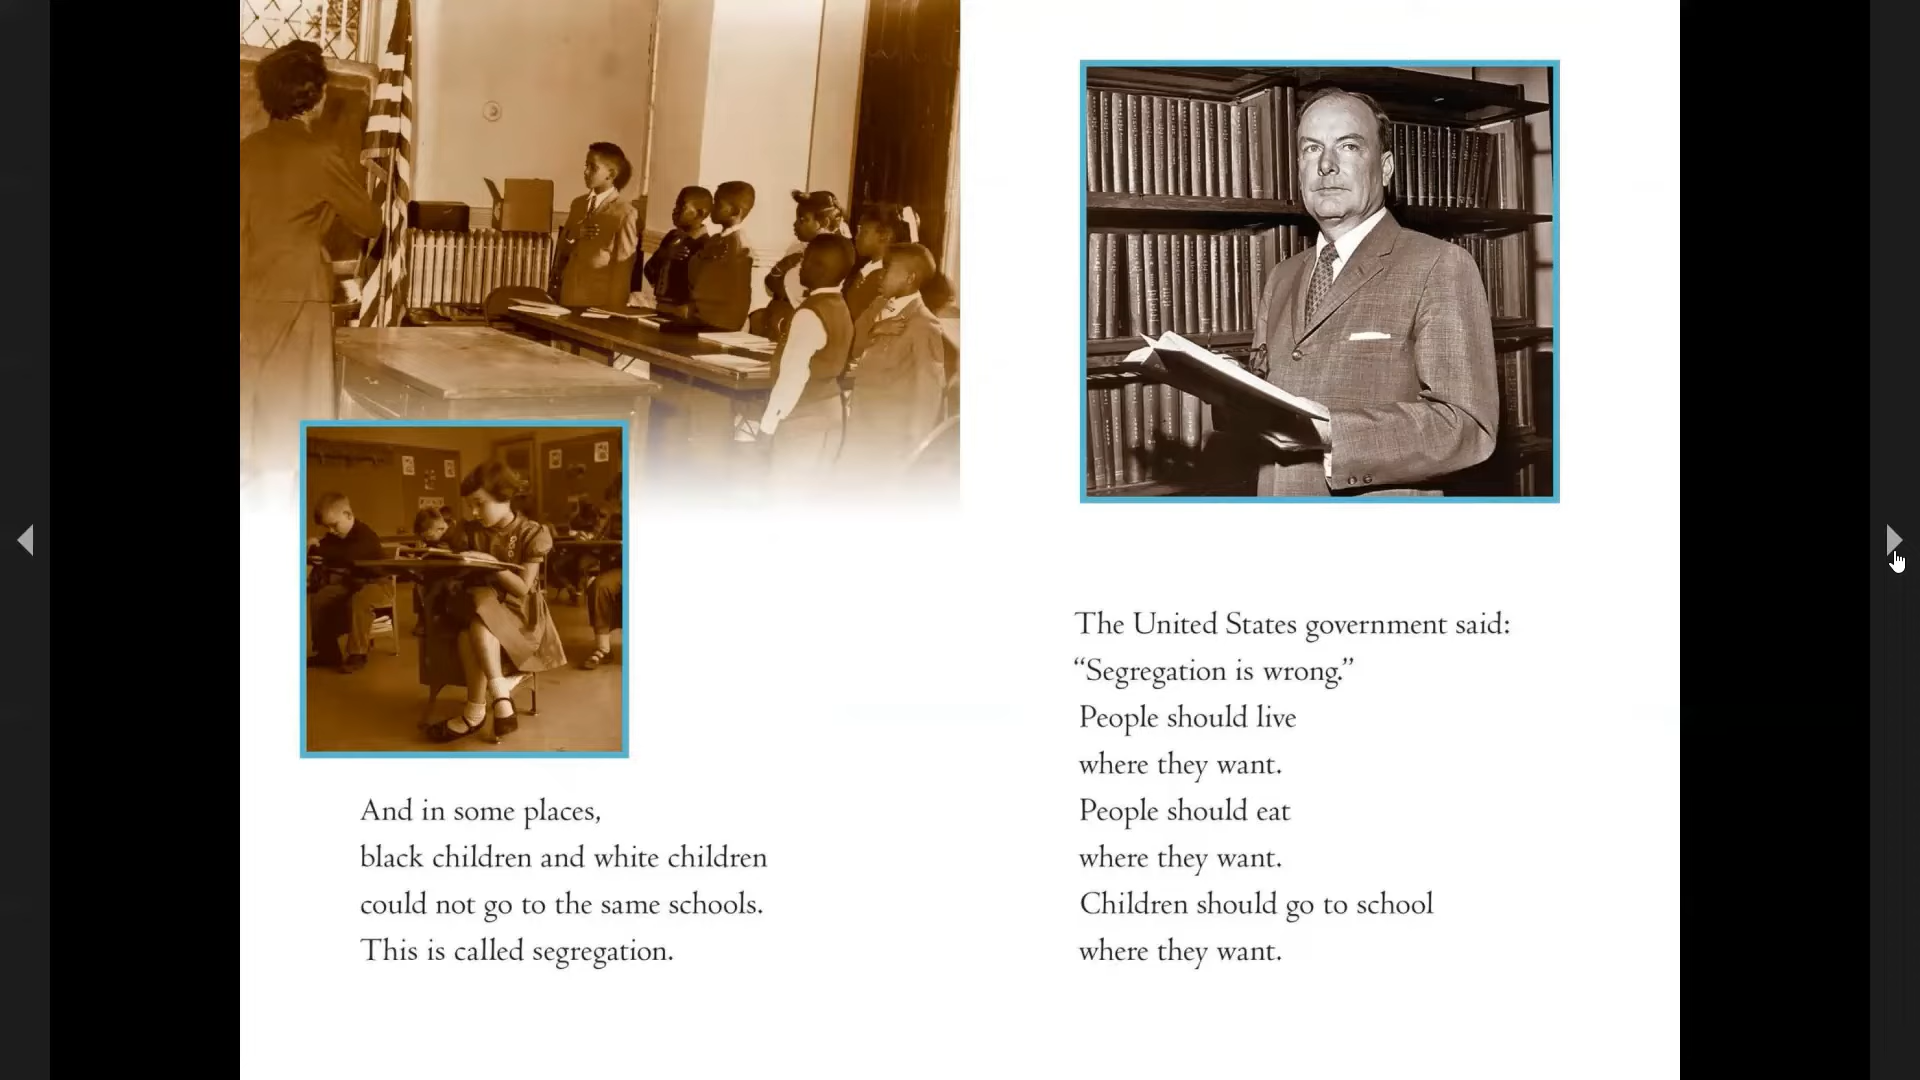 And in some places,
black children and white children
could not go to the same schools.
This is called segregation.
The United States government said:
“Segregation is wrong.”
People should live
where they want.
People should eat
where they want.
Children should go to school
where they want.